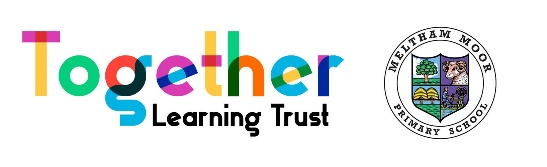 Together
Learning Trust
MELTHAM MOOR
PRIMARY SCHOOL